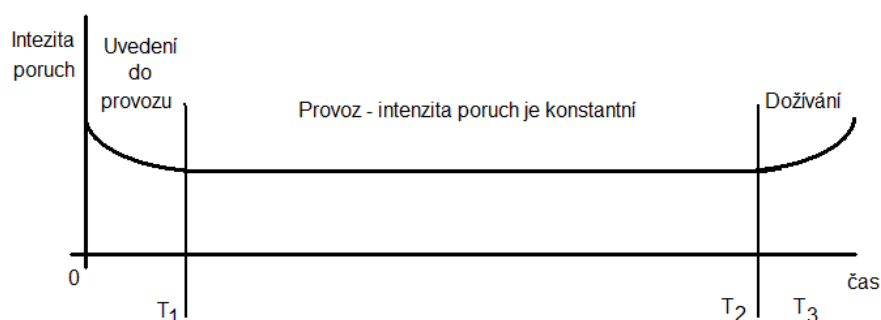 Intezita
poruch
Uvedení
do
provozu
Provoz - intenzita poruch je konstantní
Dožívání
0
T1
T2
T3
čas